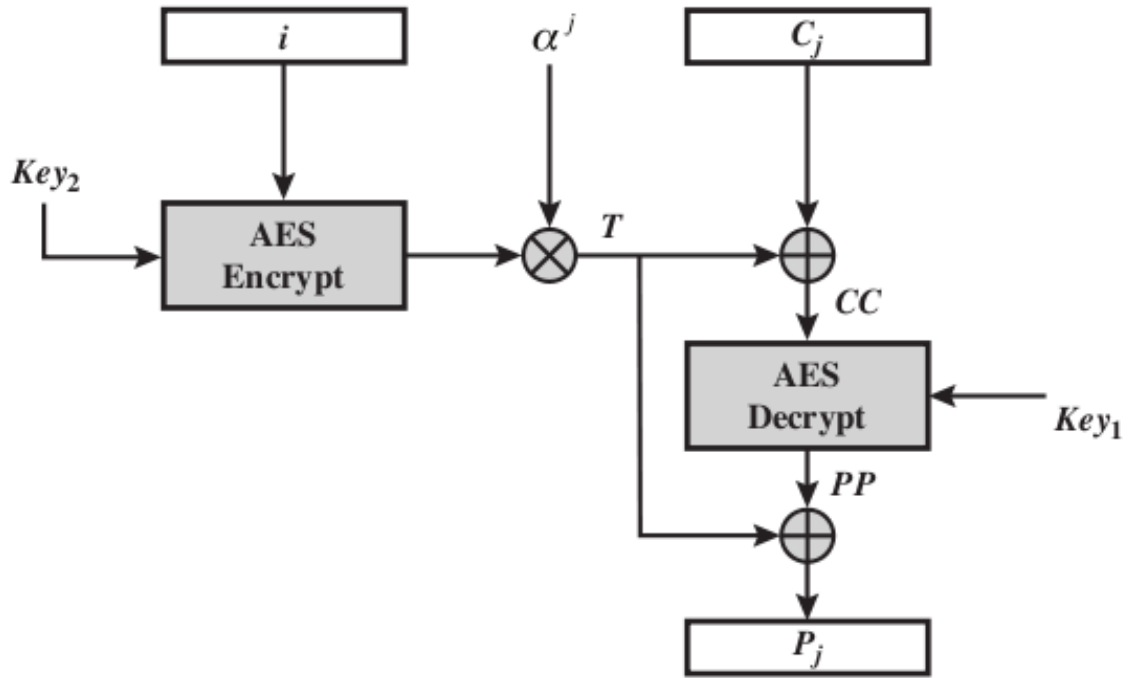 i
α^j
C_j
Key_2
AES
Encrypt
T
CC
AES
Decrypt
Key_1
PP
P_j